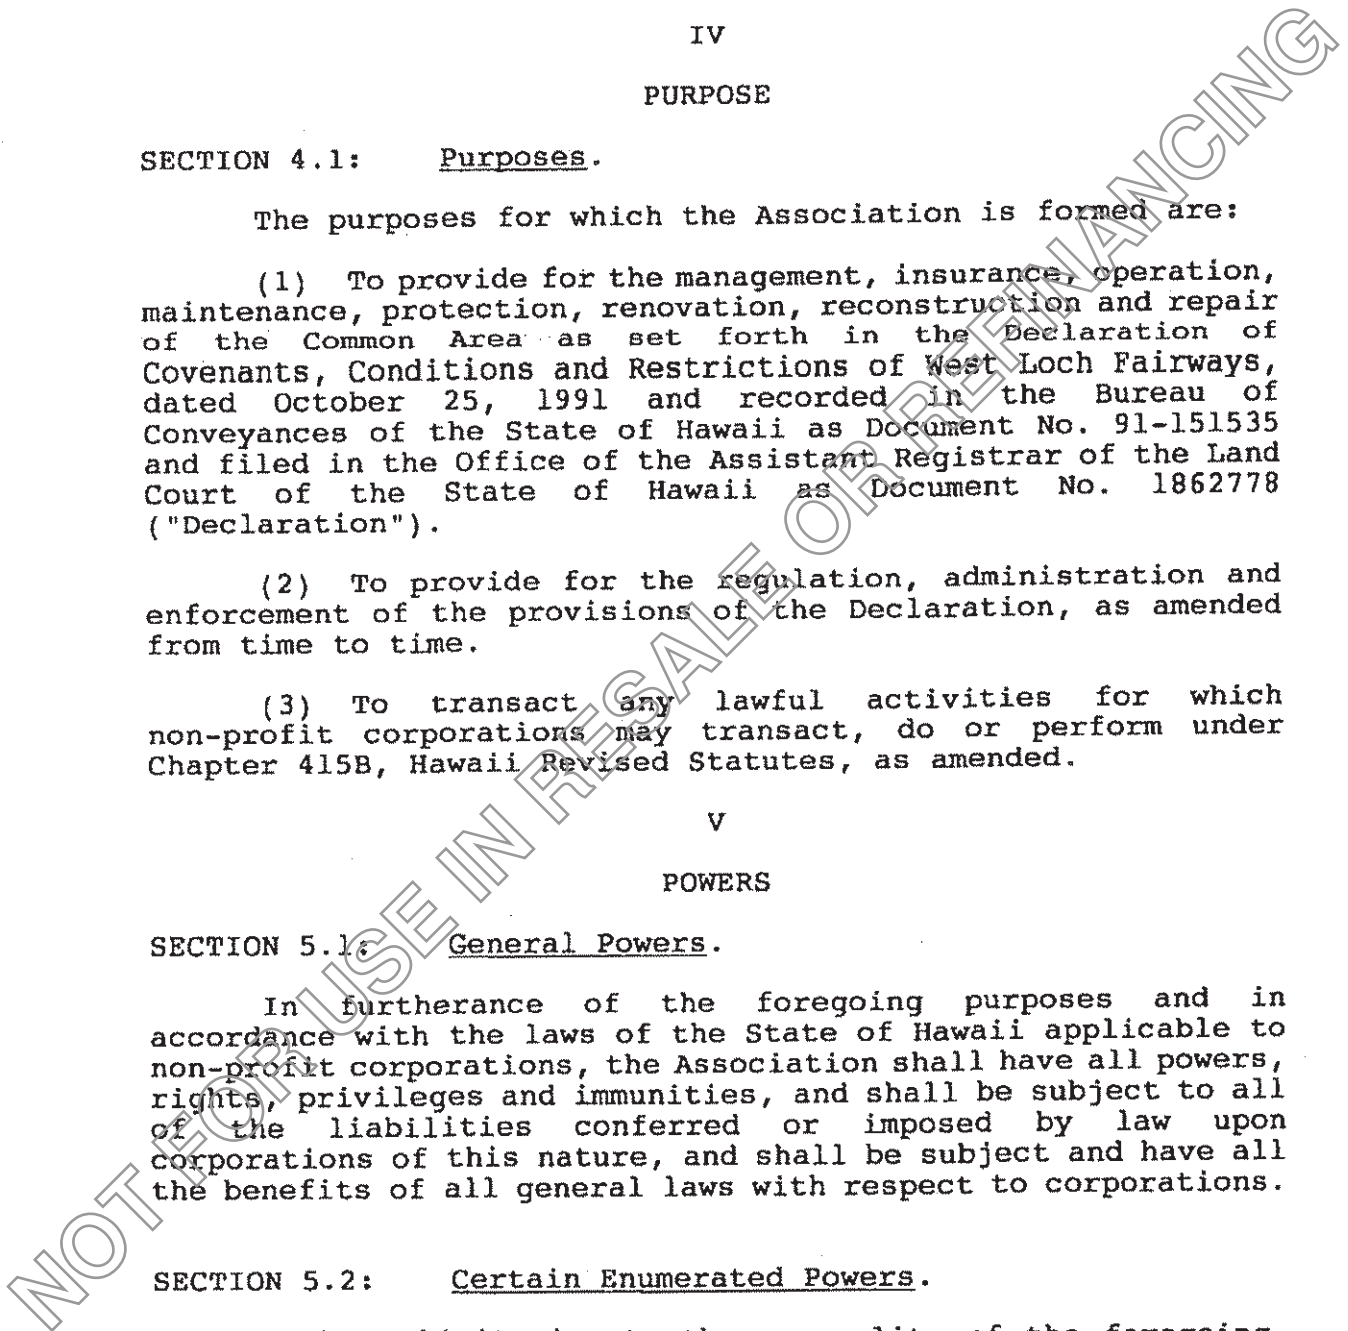 IV
PURPOSE
SECTION 4.1: Purposes.
The purposes for which the Association is formed are:
(1) To provide for the management, insurance, operation,
maintenance, protection, renovation, reconstruction and repair
of the Common Area as set forth in the Declaration of
Covenants, Conditions and Restrictions of West Loch Fairways,
dated October 25, 1991 and recorded in the Bureau of
Conveyances of the State of Hawaii as Document No. 91-151535
and filed in the Office of the Assistant Registrar of the Land
Court of the State of Hawaii as Document No. 1862778
("Declaration").
(2) To provide for the regulation, administration and
enforcement of the provisions of the Declaration, as amended
from time to time.
(3) To transact any lawful activities for which
non-profit corporations may transact, do or perform under
Chapter 415B, Hawaii Revised Statutes, as amended.
V
POWERS
SECTION 5.1: General Powers.
In furtherance of the foregoing purposes and in
accordance with the laws of the State of Hawaii applicable to
non-profit corporations, the Association shall have all powers,
rights, privileges and immunities, and shall be subject to all
of the liabilities conferred or imposed by law upon
corporations of this nature, and shall be subject and have all
the benefits of all general laws with respect to corporations.
SECTION 5.2: Certain Enumerated Powers.
of the foregoing,
NOT FOR USE IN RESALE OR REFINANCING